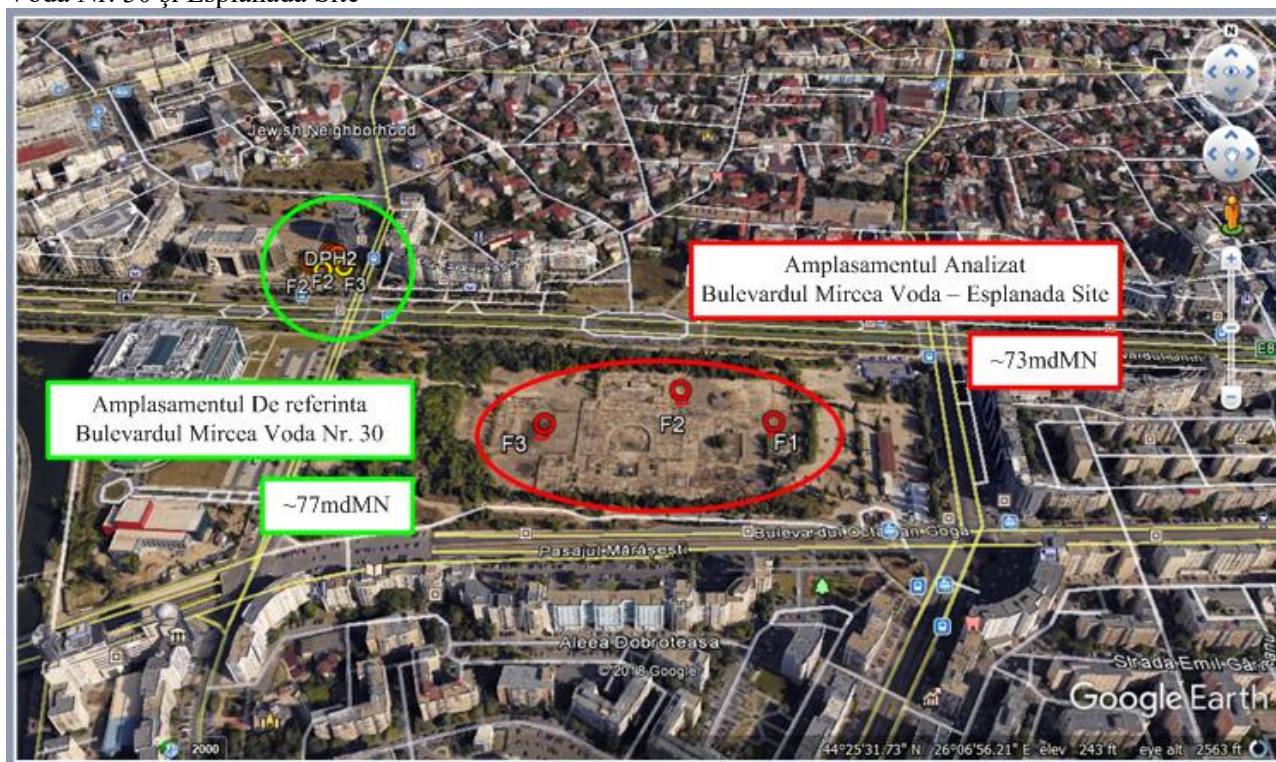 Voda Nr. 30 și Esplanada Site
N
Jewish Neighborhood
DPH2
F2 F2 F3
Amplasamentul Analizat
Bulevardul Mircea Voda – Esplanada Site
~73mdMN
E8
Amplasamentul De referinta
Bulevardul Mircea Voda Nr. 30
~77mdMN
F3
F2
F1
Bulevardul Octavian Goga
Pasajul Mărășești
Aleea Dobroteasa
© 2018 Google
Strada Emil
Google Earth
2000
44°25'31.73" N 26°06'56.21" E elev 243 ft eye alt 2563 ft